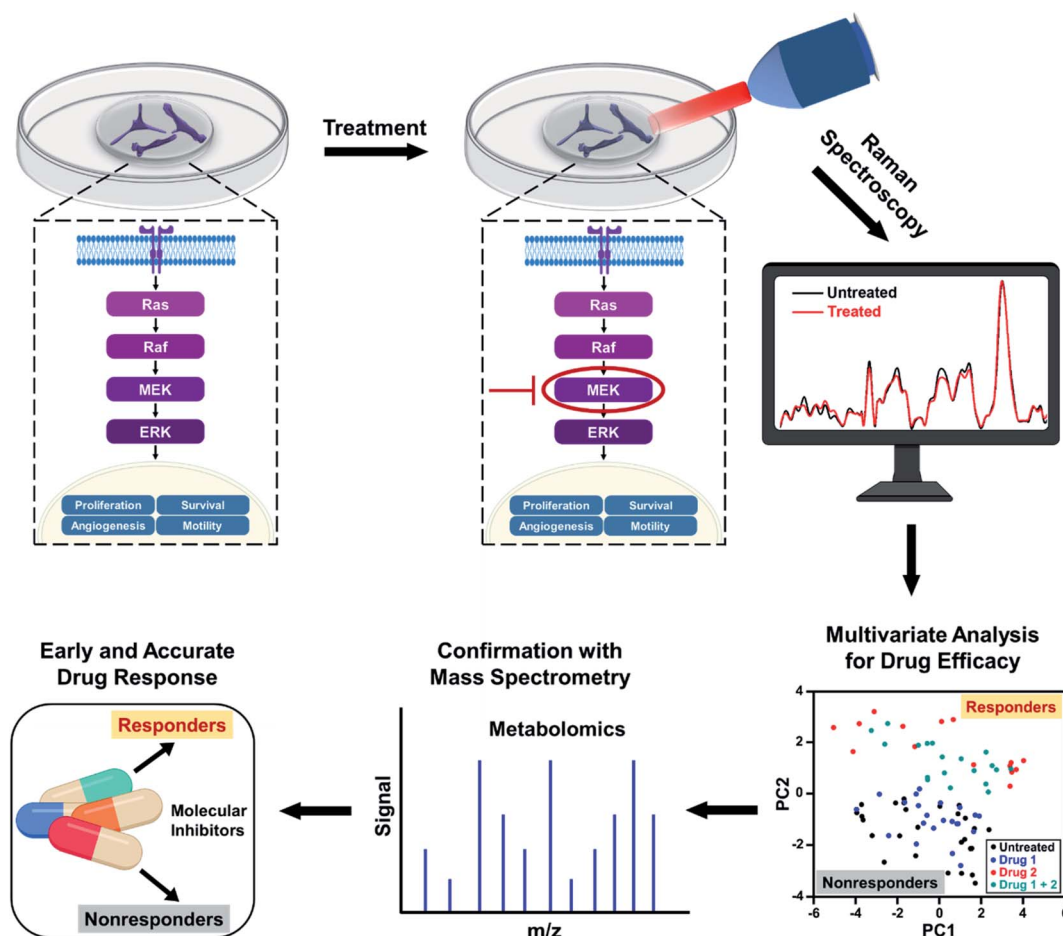 Treatment
Raman
Spectroscopy
Ras
Raf
MEK
ERK
Proliferation
Survival
Angiogenesis
Motility
Ras
Raf
MEK
ERK
Proliferation
Survival
Angiogenesis
Motility
Untreated
Treated
Early and Accurate
Drug Response
Responders
Molecular
Inhibitors
Nonresponders
Confirmation with
Mass Spectrometry
Metabolomics
Signal
m/z
Multivariate Analysis
for Drug Efficacy
Responders
4
2
0
-2
-4
PC2
Untreated
Drug 1
Drug 2
Drug 1 + 2
Nonresponders
-6 -4 -2 0 2 4
PC1